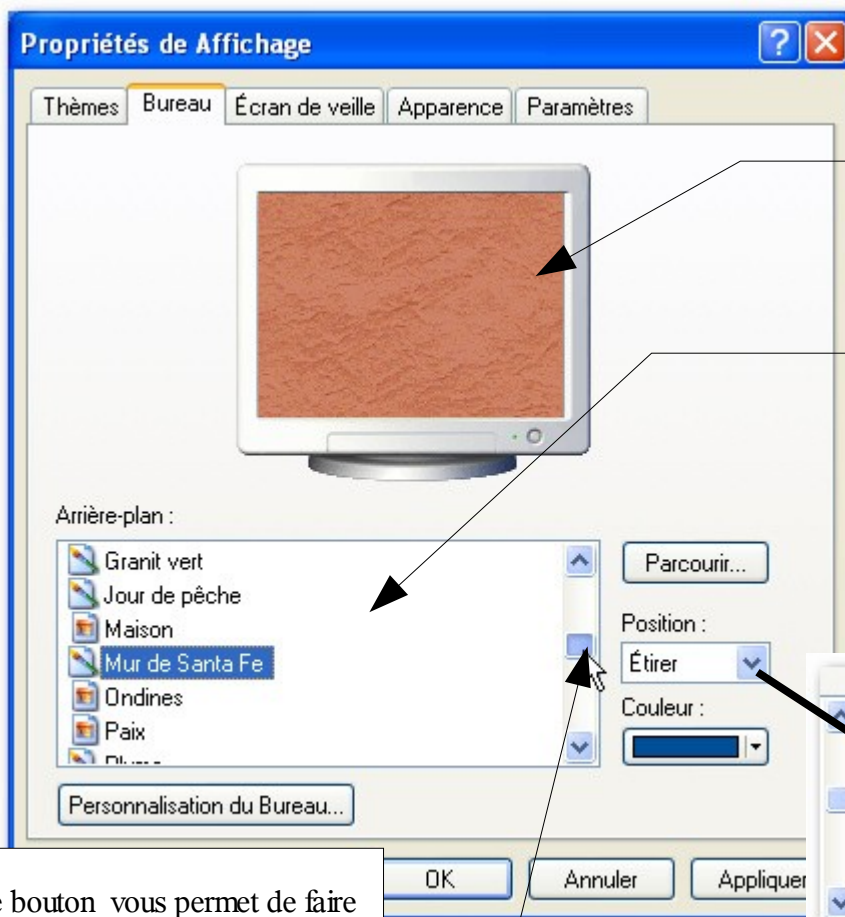 Propriétés de Affichage
Thèmes Bureau Écran de veille Apparence Paramètres
Arrière-plan :
Granit vert
Jour de pêche
Maison
Mur de Santa Fe
Ondines
Paix
Parcourir...
Position :
Étirer
Couleur :
Personnalisation du Bureau...
OK Annuler Appliquer
bouton vous permet de faire